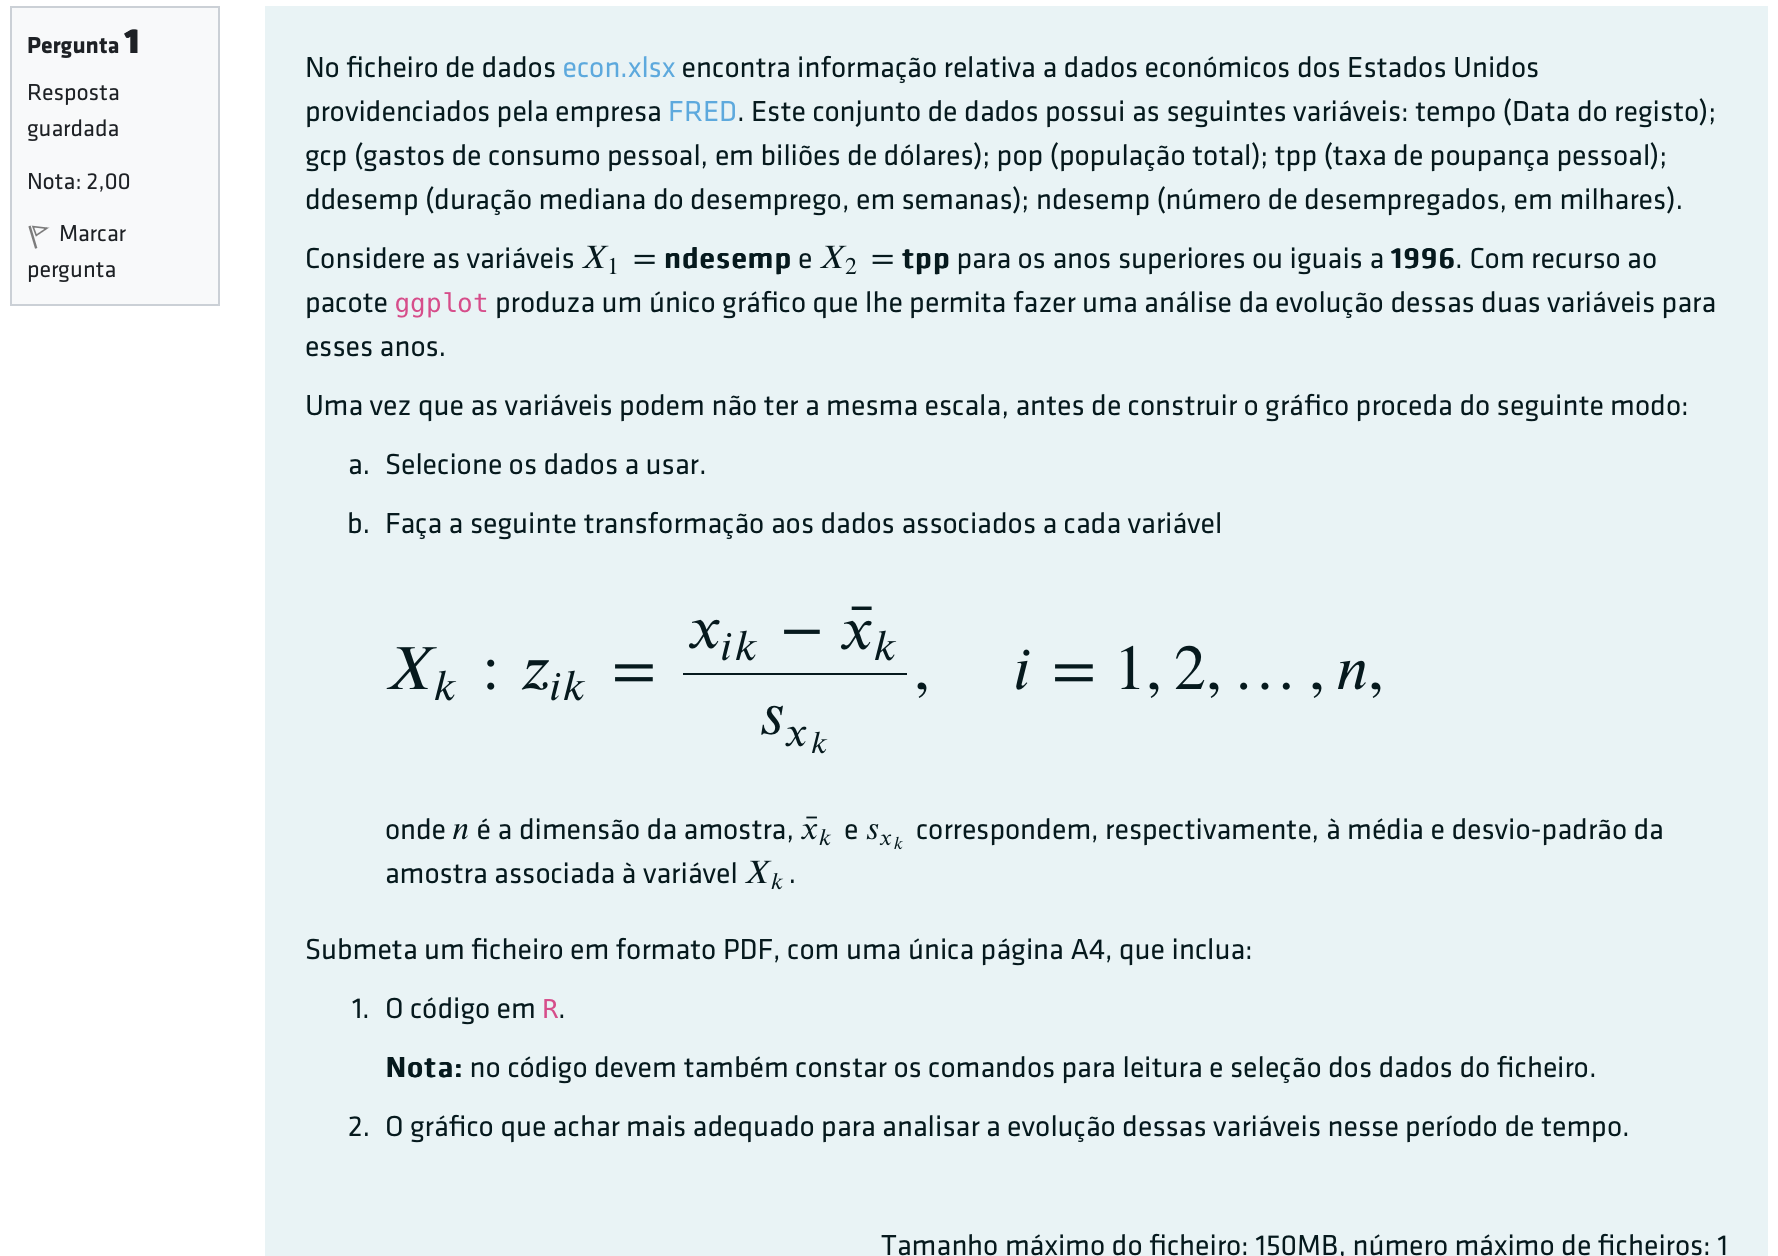 Pergunta 1
Resposta
guardada
Nota: 2,00
Marcar
pergunta
No ficheiro de dados econ.xlsx encontra informação relativa a dados económicos dos Estados Unidos
providenciados pela empresa FRED. Este conjunto de dados possui as seguintes variáveis: tempo (Data do registo);
gcp (gastos de consumo pessoal, em biliões de dólares); pop (população total); tpp (taxa de poupança pessoal);
ddesemp (duração mediana do desemprego, em semanas); ndesemp (número de desempregados, em milhares).
Considere as variáveis X₁ = ndesemp e X₂ = tpp para os anos superiores ou iguais a 1996. Com recurso ao
pacote ggplot produza um único gráfico que lhe permita fazer uma análise da evolução dessas duas variáveis para
esses anos.
Uma vez que as variáveis podem não ter a mesma escala, antes de construir o gráfico proceda do seguinte modo:
a. Selecione os dados a usar.
b. Faça a seguinte transformação aos dados associados a cada variável
X_k : z_{ik} = \frac{x_{ik} − \bar{x}_k}{s_{x_k}}, i = 1, 2, … , n,
onde n é a dimensão da amostra, \bar{x}_k e s_{x_k} correspondem, respectivamente, à média e desvio-padrão da
amostra associada à variável X_k.
Submeta um ficheiro em formato PDF, com uma única página A4, que inclua:
1. O código em R.
Nota: no código devem também constar os comandos para leitura e seleção dos dados do ficheiro.
2. O gráfico que achar mais adequado para analisar a evolução dessas variáveis nesse período de tempo.
Tamanho máximo do ficheiro: 150MB, número máximo de ficheiros: 1